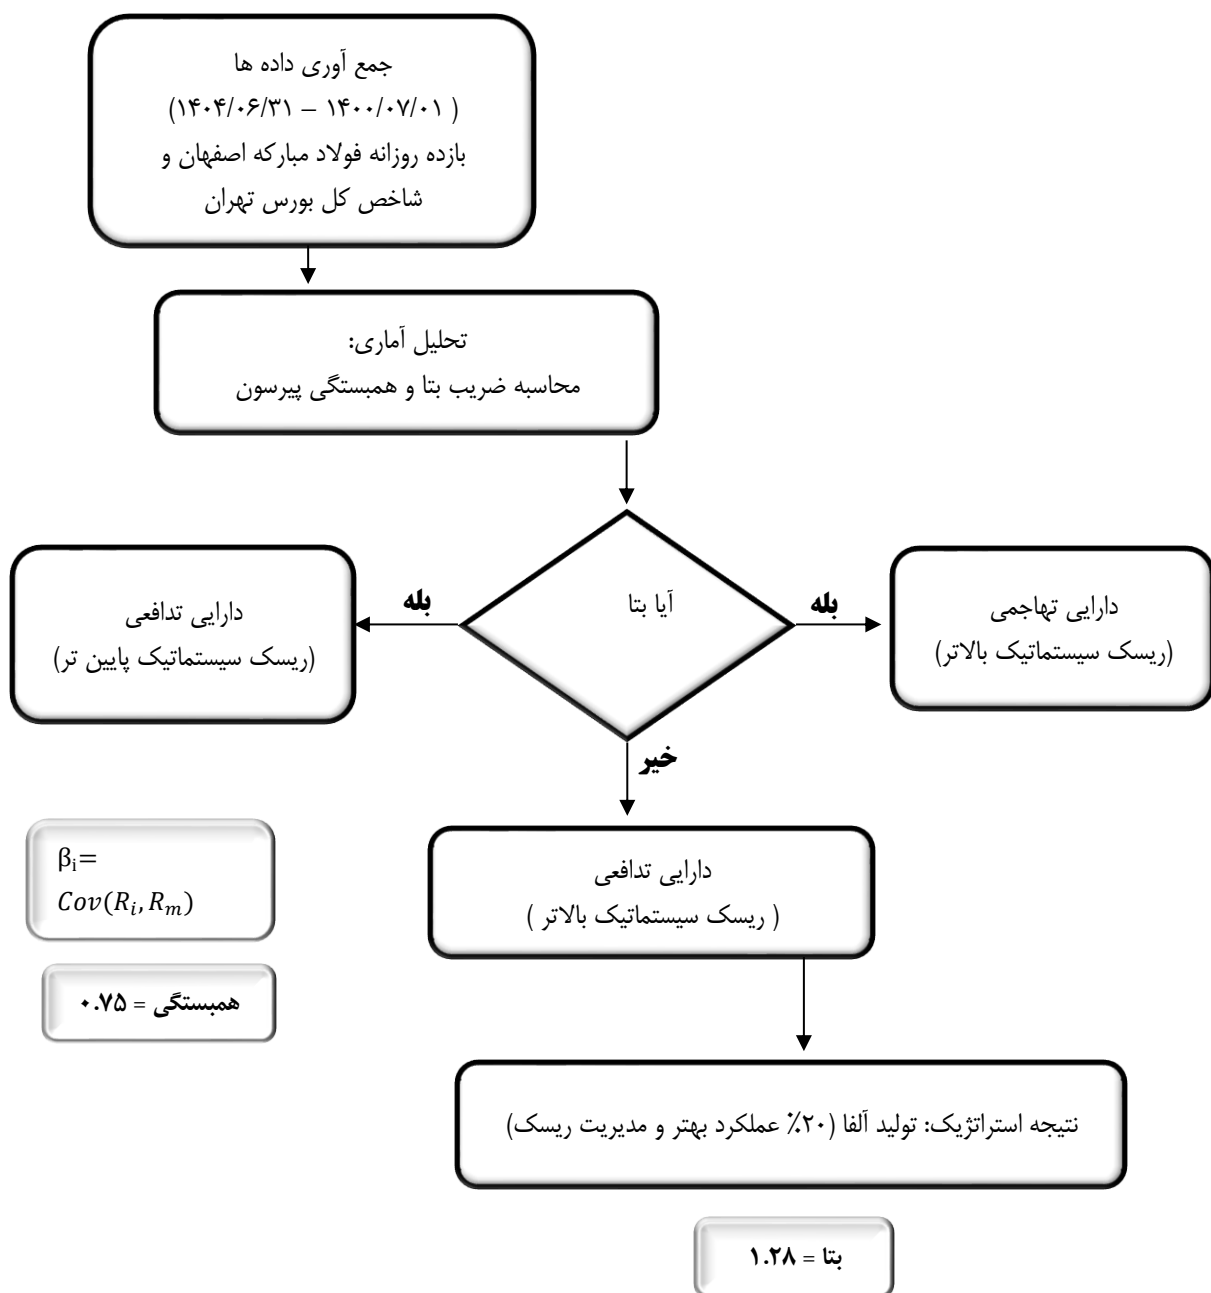 جمع آوری داده ها
( ۱۴۰۰/۰۷/۰۱ – ۱۴۰۴/۰۶/۳۱)
بازده روزانه فولاد مبارکه اصفهان و
شاخص کل بورس تهران
تحلیل آماری:
محاسبه ضریب بتا و همبستگی پیرسون
آیا بتا
بله
دارایی تهاجمی
(ریسک سیستماتیک بالاتر)
بله
دارایی تدافعی
(ریسک سیستماتیک پایین تر)
خیر
دارایی تدافعی
( ریسک سیستماتیک بالاتر )
βᵢ=
Cov(Rᵢ, Rₘ)
همبستگی = ۰.۷۵
نتیجه استراتژیک: تولید آلفا (۲۰٪ عملکرد بهتر و مدیریت ریسک)
بتا = ۱.۲۸